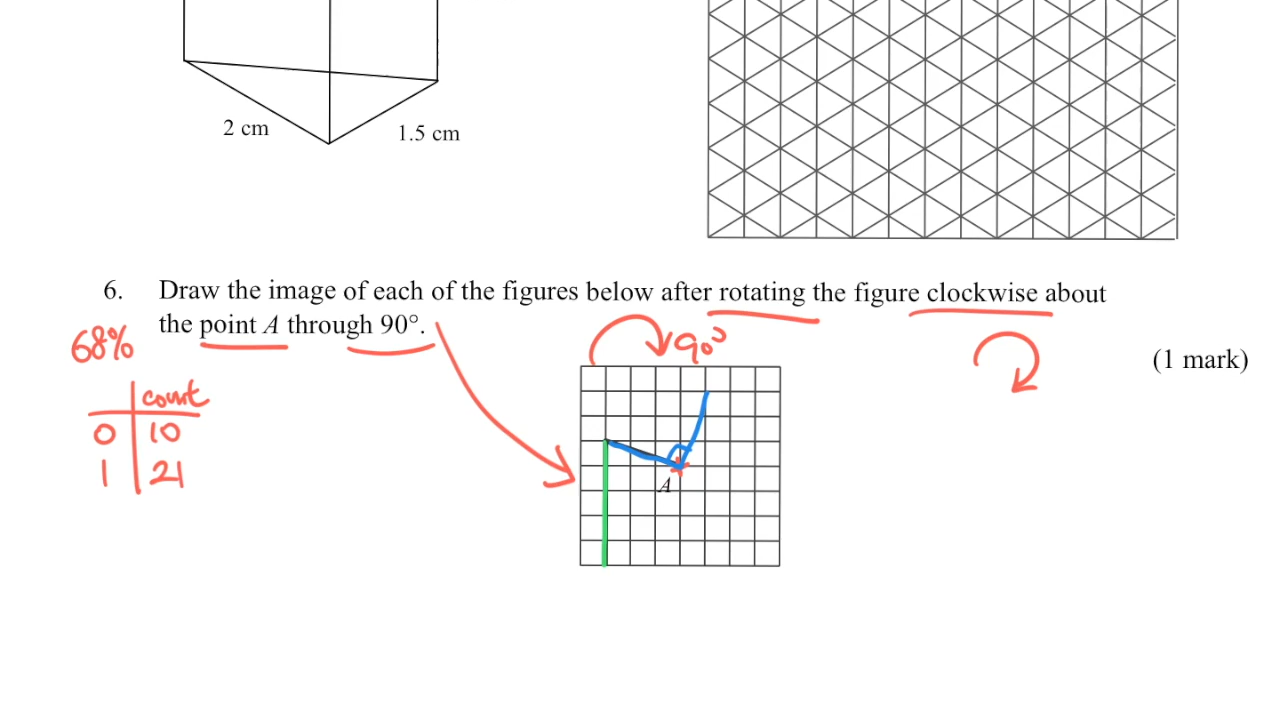 2 cm
1.5 cm
6. Draw the image of each of the figures below after rotating the figure clockwise about
the point A through 90°.
68%
90°
(1 mark)
count
0 10
1 21
A